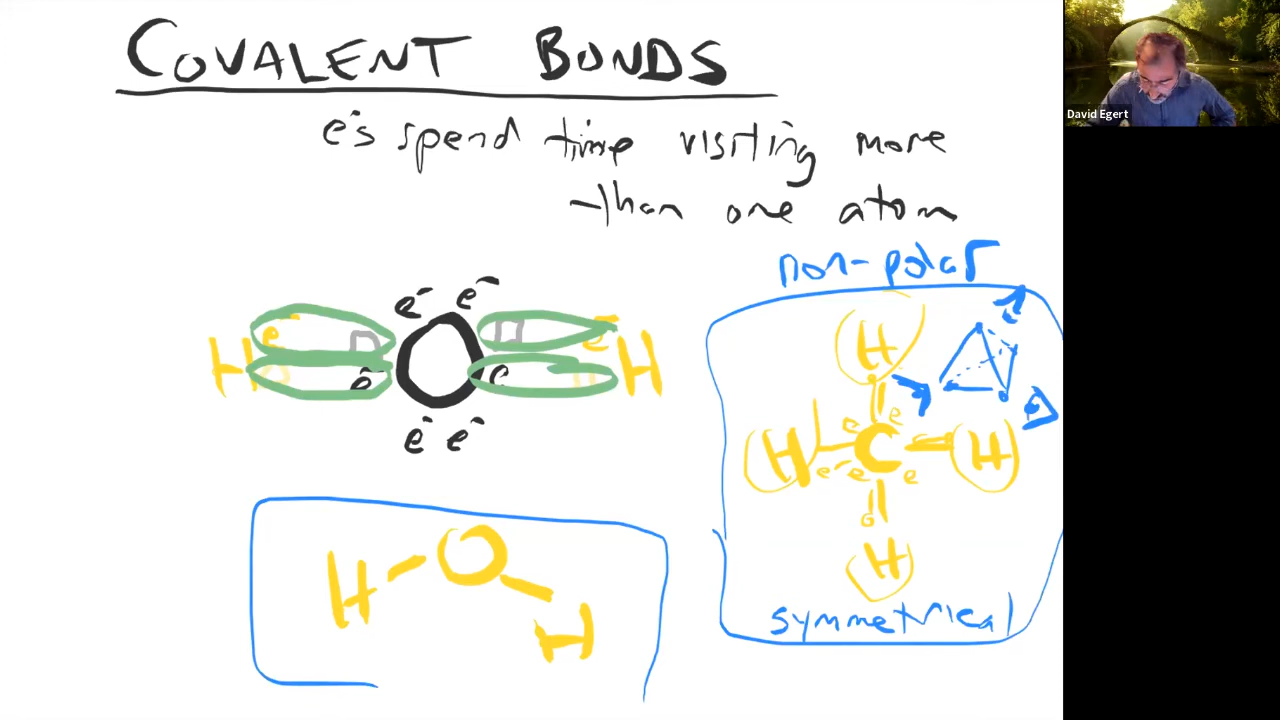 COVALENT BONDS
David Egert
e⁻'s spend time visiting more
than one atom
non-polar
e⁻ e⁻
H e⁻ e⁻ H
e⁻ e
e⁻ e⁻
H
e e
H C H
e⁻ e e
H
H O H
symmetrical